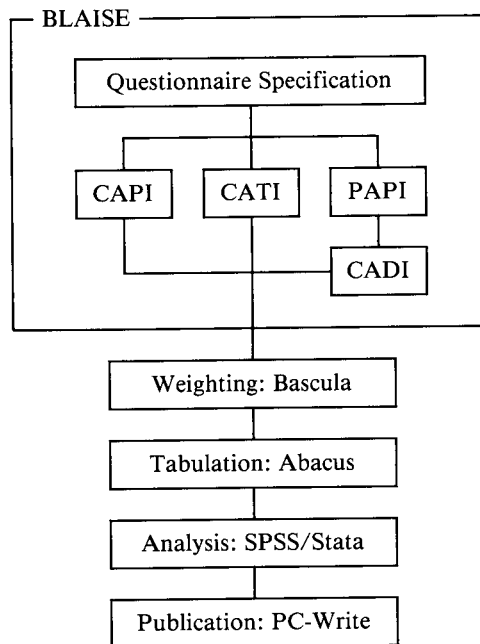 BLAISE
Questionnaire Specification
CAPI
CATI
PAPI
CADI
Weighting: Bascula
Tabulation: Abacus
Analysis: SPSS/Stata
Publication: PC-Write